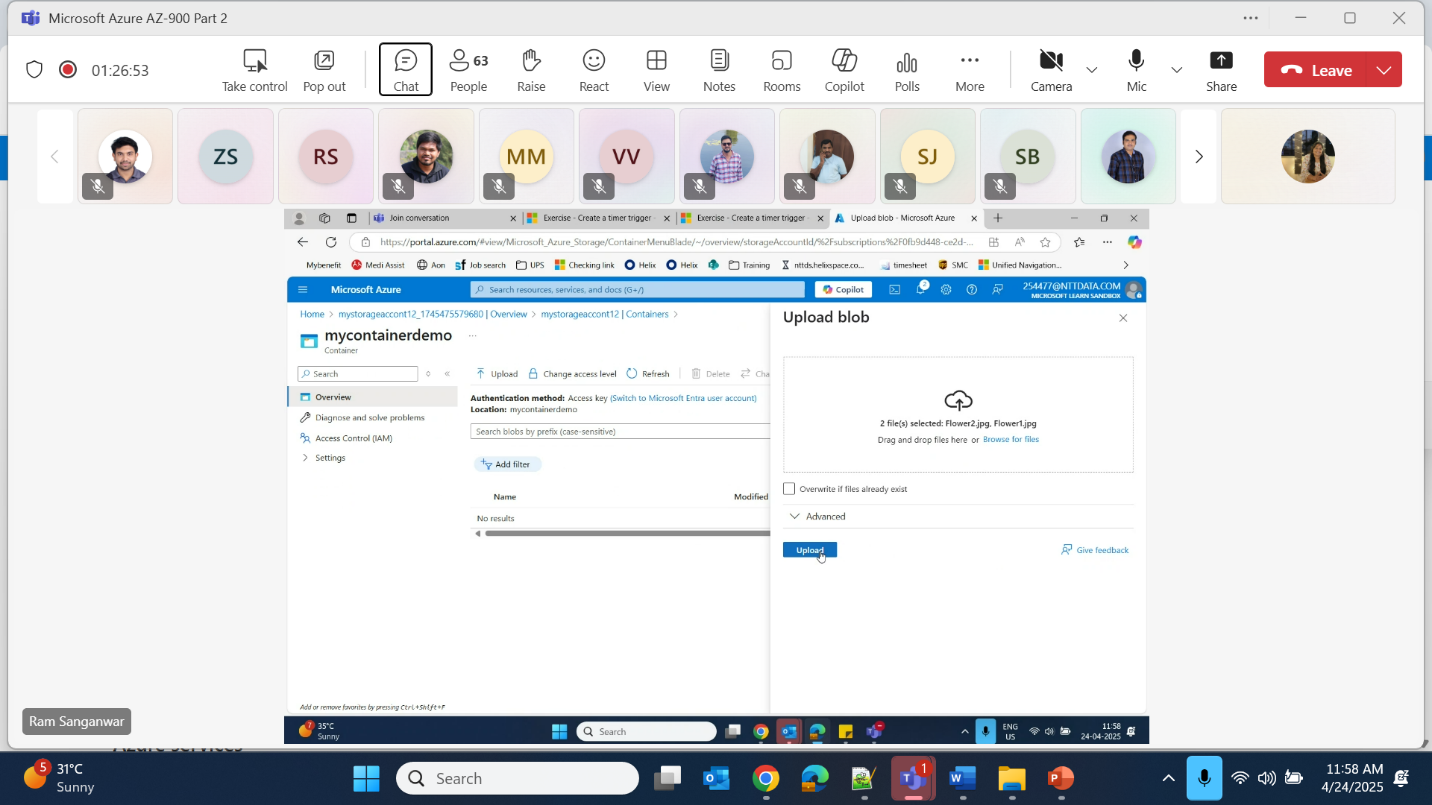 Microsoft Azure AZ-900 Part 2
01:26:53
Take control
Pop out
Chat
63
People
Raise
React
View
Notes
Rooms
Copilot
Polls
More
Camera
Mic
Share
Leave
ZS
RS
MM
VV
SJ
SB
Join conversation
Exercise - Create a timer trigger -
Exercise - Create a timer trigger -
Upload blob - Microsoft Azure
https://portal.azure.com/#view/Microsoft_Azure_Storage/ContainerMenuBlade/~/overview/storageAccountId/%2Fsubscriptions%2F0fb9d448-ce2d-...
Mybenefit
Medi Assist
Aon
Job search
UPS
Checking link
Helix
Helix
Training
nttds.helixspace.co...
timesheet
SMC
Unified Navigation...
Microsoft Azure
Search resources, services, and docs (G+/)
Copilot
2
254477@NTTDATA.COM
MICROSOFT LEARN SANDBOX
Home > mystorageaccont12_1745475579680 | Overview > mystorageaccont12 | Containers >
mycontainerdemo
Container
Search
Overview
Diagnose and solve problems
Access Control (IAM)
Settings
Upload
Change access level
Refresh
Delete
Cha
Authentication method: Access key (Switch to Microsoft Entra user account)
Location: mycontainerdemo
Search blobs by prefix (case-sensitive)
Add filter
Name
Modified
No results
Add or remove favorites by pressing Ctrl+Shift+F
Upload blob
2 file(s) selected: Flower2.jpg, Flower1.jpg
Drag and drop files here or Browse for files
Overwrite if files already exist
Advanced
Upload
Give feedback
Ram Sanganwar
7
35°C
Sunny
Search
ENG
US
11:58
24-04-2025
Azure services
5
31°C
Sunny
Search
1
11:58 AM
4/24/2025